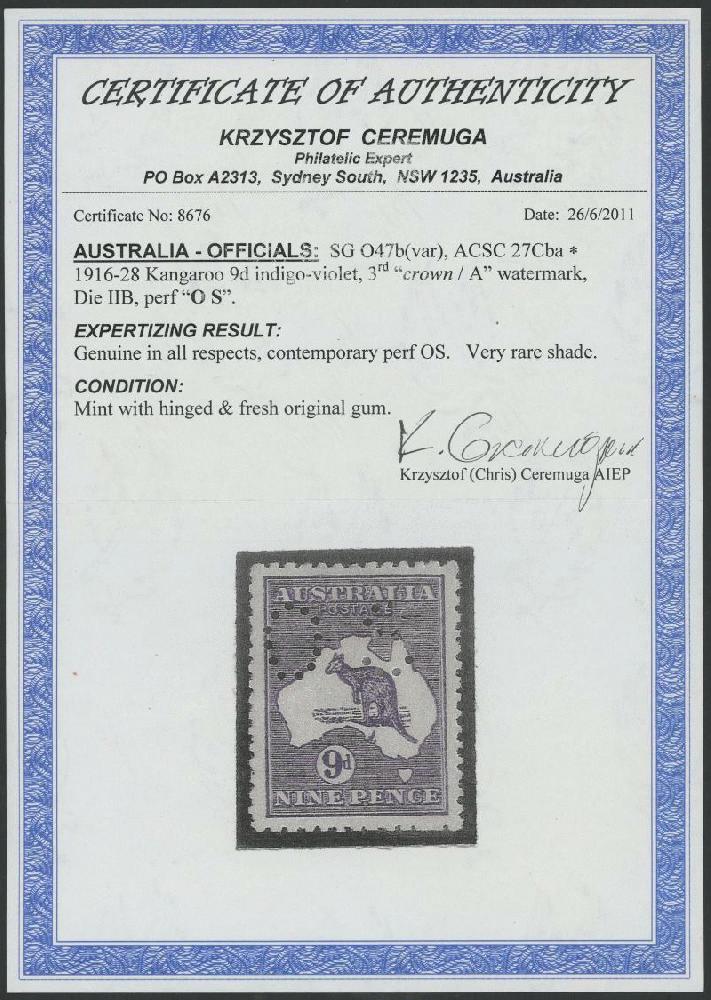 CERTIFICATE OF AUTHENTICITY
KRZYSZTOF CEREMUGA
Philatelic Expert
PO Box A2313, Sydney South, NSW 1235, Australia
Certificate No: 8676 Date: 26/6/2011
AUSTRALIA - OFFICIALS: SG O47b(var), ACSC 27Cba *
1916-28 Kangaroo 9d indigo-violet, 3rd "crown / A" watermark,
Die IIB, perf "O S".
EXPERTIZING RESULT:
Genuine in all respects, contemporary perf OS. Very rare shade.
CONDITION:
Mint with hinged & fresh original gum.
K. Ceremuga
Krzysztof (Chris) Ceremuga AIEP
AUSTRALIA
POSTAGE
OS
9d
NINE PENCE